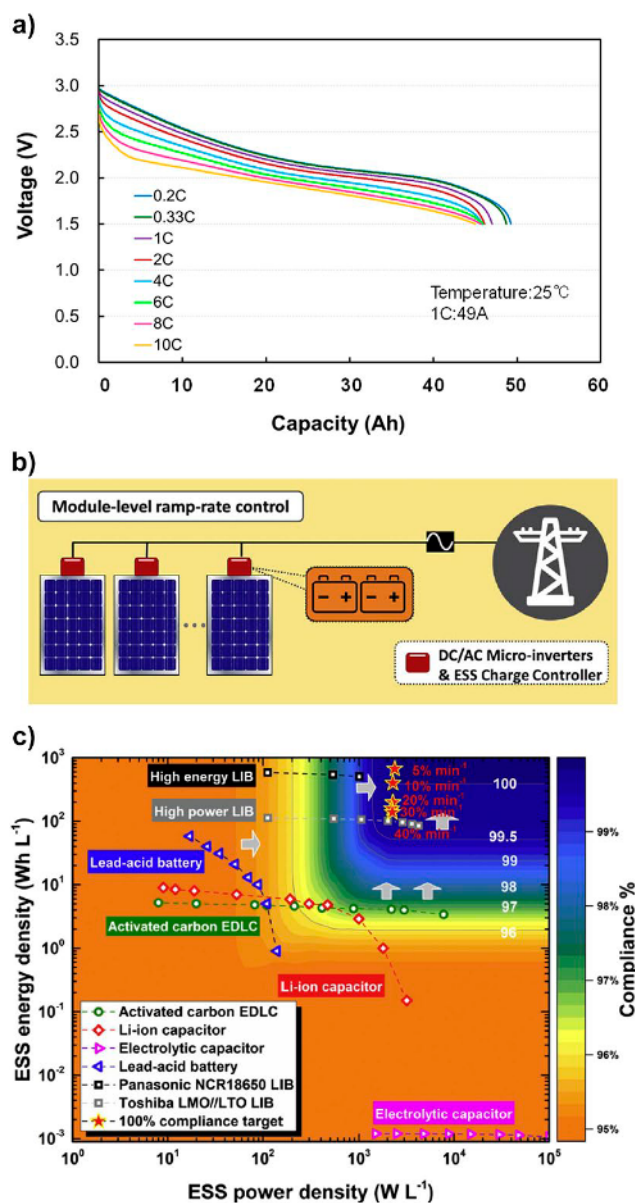 a)
3.5
3.0
2.5
2.0
1.5
1.0
0.5
0.0
Voltage (V)
0.2C
0.33C
1C
2C
4C
6C
8C
10C
Temperature:25℃
1C:49A
0 10 20 30 40 50 60
Capacity (Ah)
b)
Module-level ramp-rate control
DC/AC Micro-inverters
& ESS Charge Controller
c)
10³
10²
10¹
10⁰
10⁻¹
10⁻²
10⁻³
ESS energy density (Wh L⁻¹)
High energy LIB
High power LIB
Lead-acid battery
Activated carbon EDLC
Li-ion capacitor
Electrolytic capacitor
5% min⁻¹
10% min⁻¹
20% min⁻¹
30% min⁻¹
40% min⁻¹
100
99.5
99
98
97
96
Activated carbon EDLC
Li-ion capacitor
Electrolytic capacitor
Lead-acid battery
Panasonic NCR18650 LIB
Toshiba LMO//LTO LIB
100% compliance target
10⁰ 10¹ 10² 10³ 10⁴ 10⁵
ESS power density (W L⁻¹)
99%
98%
97%
96%
95%
Compliance %